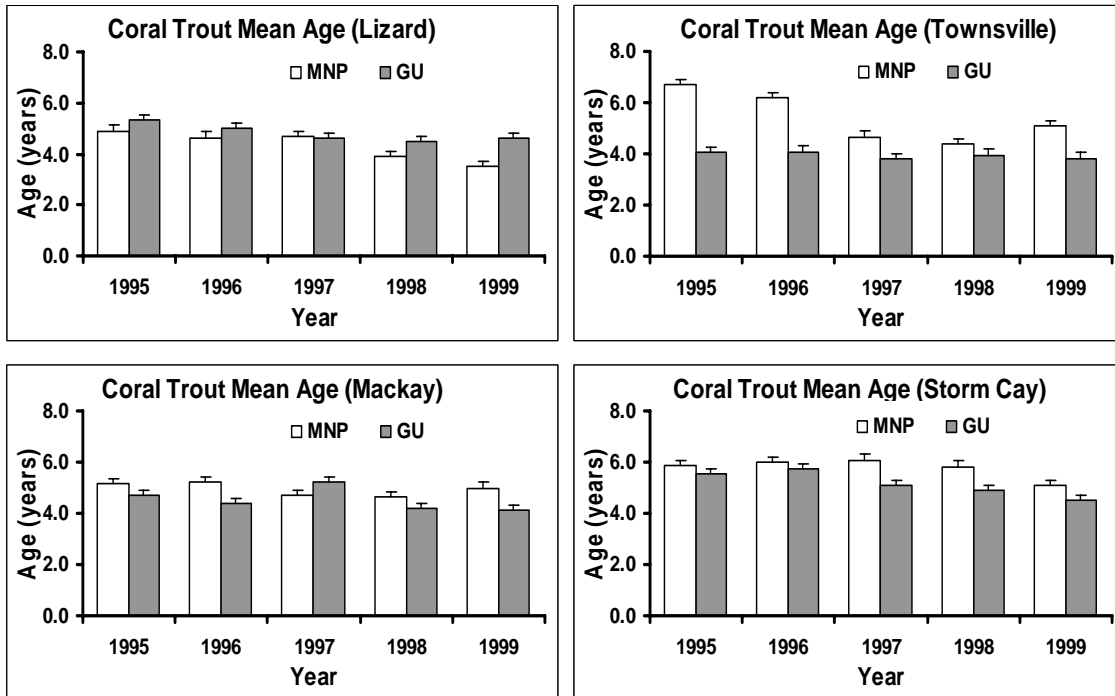 Coral Trout Mean Age (Lizard)
MNP GU
Age (years)
8.0
6.0
4.0
2.0
0.0
1995 1996 1997 1998 1999
Year
Coral Trout Mean Age (Townsville)
MNP GU
Age (years)
8.0
6.0
4.0
2.0
0.0
1995 1996 1997 1998 1999
Year
Coral Trout Mean Age (Mackay)
MNP GU
Age (years)
8.0
6.0
4.0
2.0
0.0
1995 1996 1997 1998 1999
Year
Coral Trout Mean Age (Storm Cay)
MNP GU
Age (years)
8.0
6.0
4.0
2.0
0.0
1995 1996 1997 1998 1999
Year